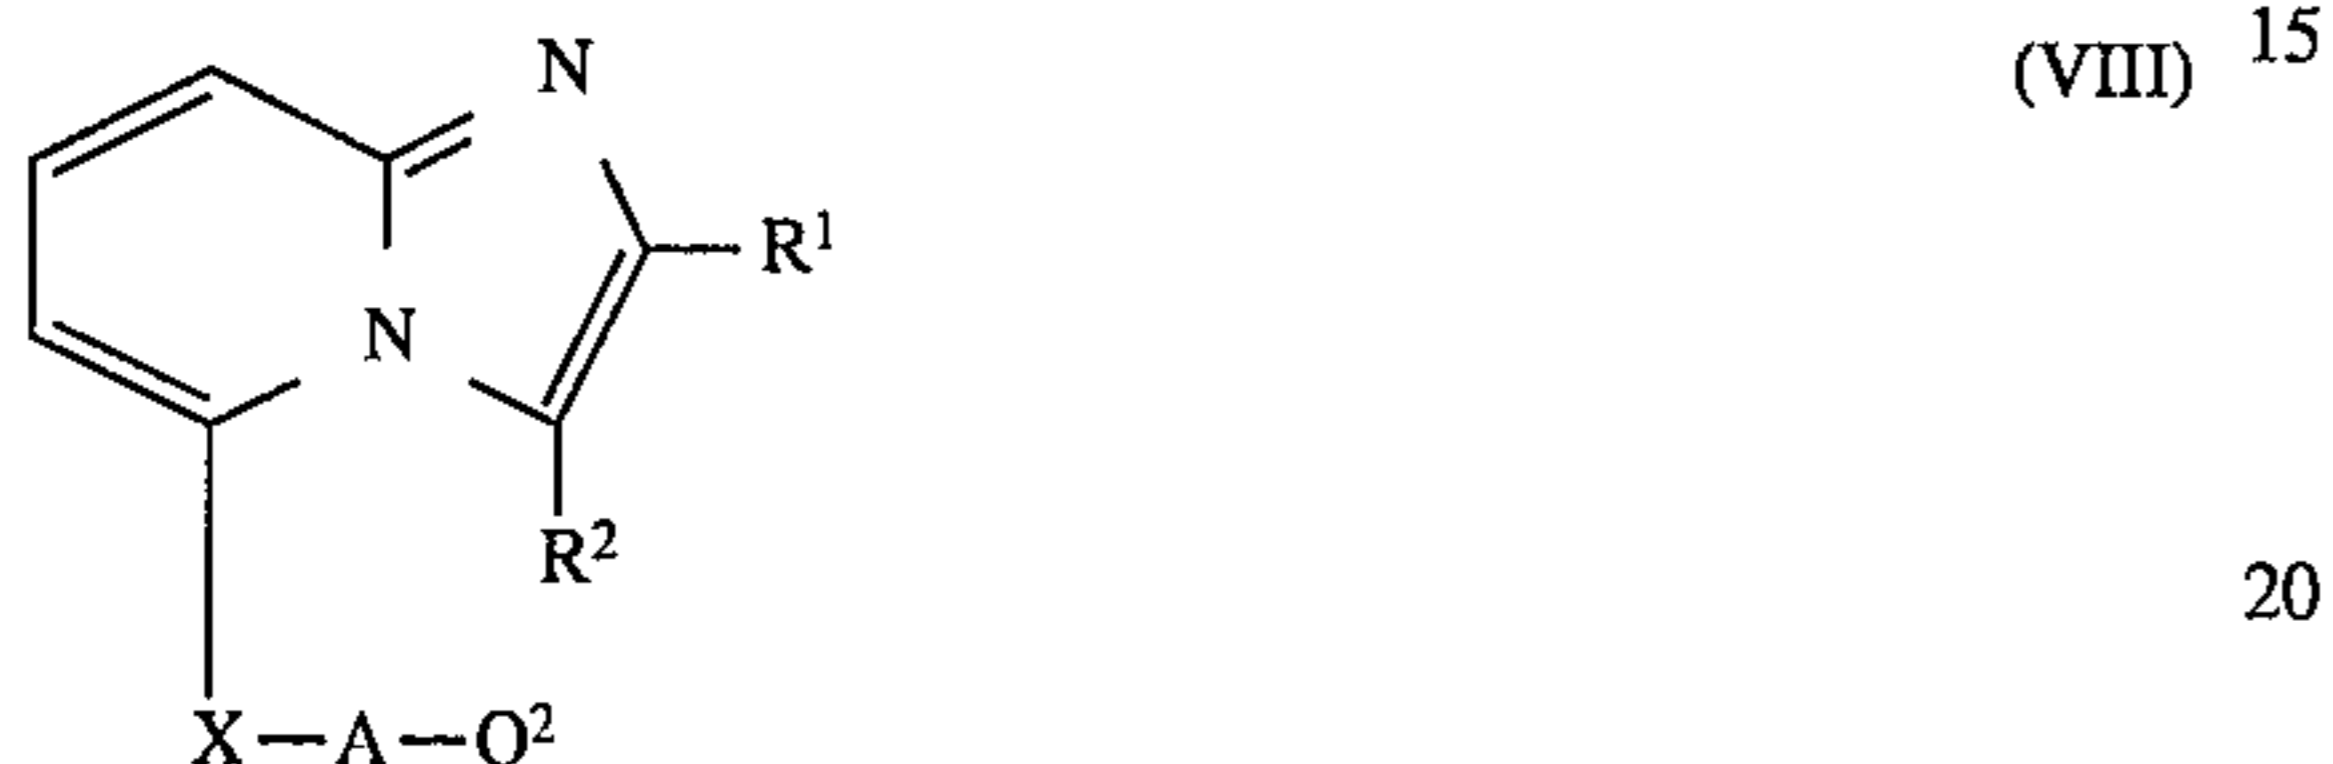 N (VIII) 15
R¹
N
R² 20
X—A—Q²